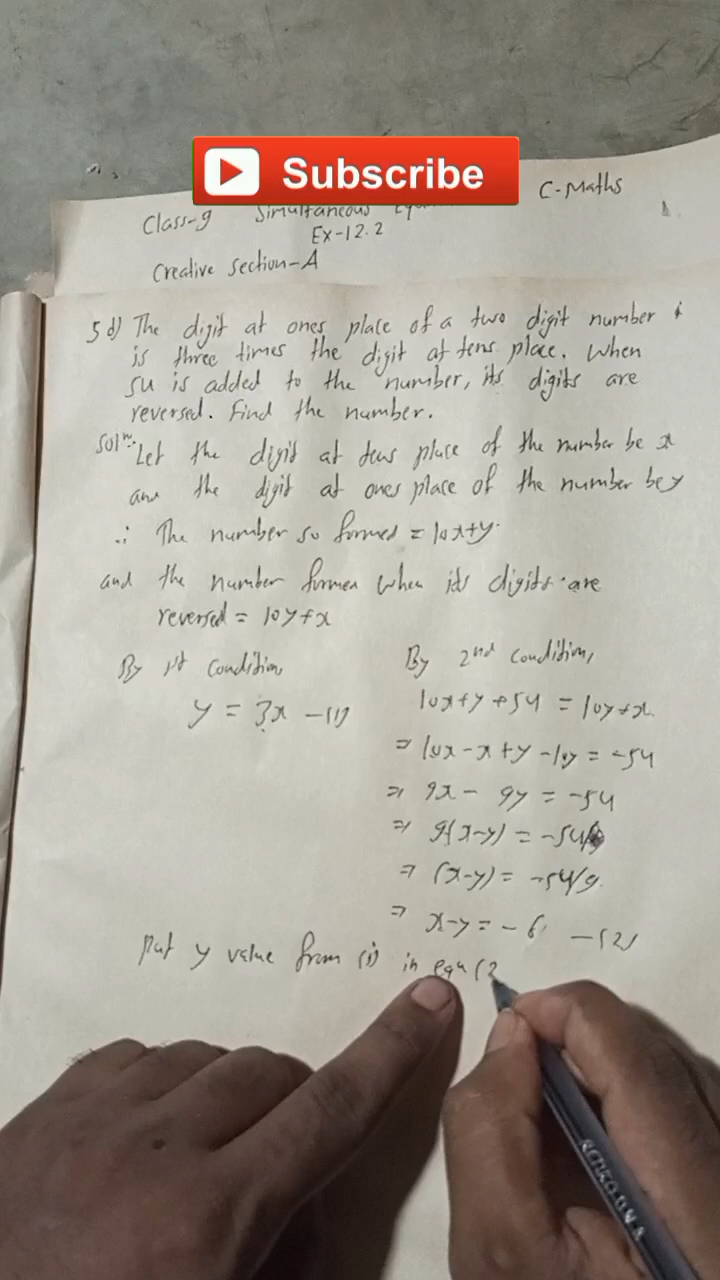 Subscribe
C-Maths
Class-9 Simultaneous
Ex-12.2
Creative Section-A
5 d) The digit at ones place of a two digit number
is three times the digit at tens place. When
54 is added to the number, its digits are
reversed. Find the number.
Solⁿ: Let the digit at tens place of the number be x
and the digit at ones place of the number be y
∴ The number so formed = 10x+y.
and the number formed when its digits are
reversed = 10y+x
By 1st condition
y = 3x -(1)
By 2nd condition,
10x+y+54 = 10y+x.
⇒ 10x-x+y-10y = -54
⇒ 9x- 9y = -54
⇒ 9(x-y) = -54
⇒ (x-y) = -54/9.
⇒ x-y = -6 -(2)
Put y value from (i) in eqn (2